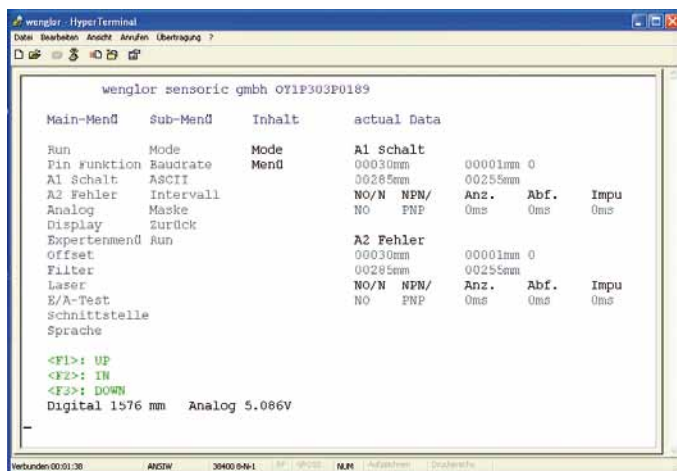 wenglor - HyperTerminal
Datei Bearbeiten Ansicht Anrufen Übertragung ?
wenglor sensoric gmbh OY1P303P0189
Main-MenÜ Sub-MenÜ Inhalt actual Data
Run Mode Mode A1 Schalt
Pin Funktion Baudrate MenÜ 00030mm 00001mm 0
A1 Schalt ASCII 00285mm 00255mm
A2 Fehler Intervall NO/N NPN/ Anz. Abf. Impu
Analog Maske NO PNP 0ms 0ms 0ms
Display Zurück
ExpertenmenÜ Run A2 Fehler
Offset 00030mm 00001mm 0
Filter 00285mm 00255mm
Laser NO/N NPN/ Anz. Abf. Impu
E/A-Test NO PNP 0ms 0ms 0ms
Schnittstelle
Sprache
<F1>: UP
<F2>: IN
<F3>: DOWN
Digital 1576 mm Analog 5.086V
Verbunden 00:01:38 ANSIW 38400 8-N-1 RF GROSS NUM Aufzeichnen Druckerecho